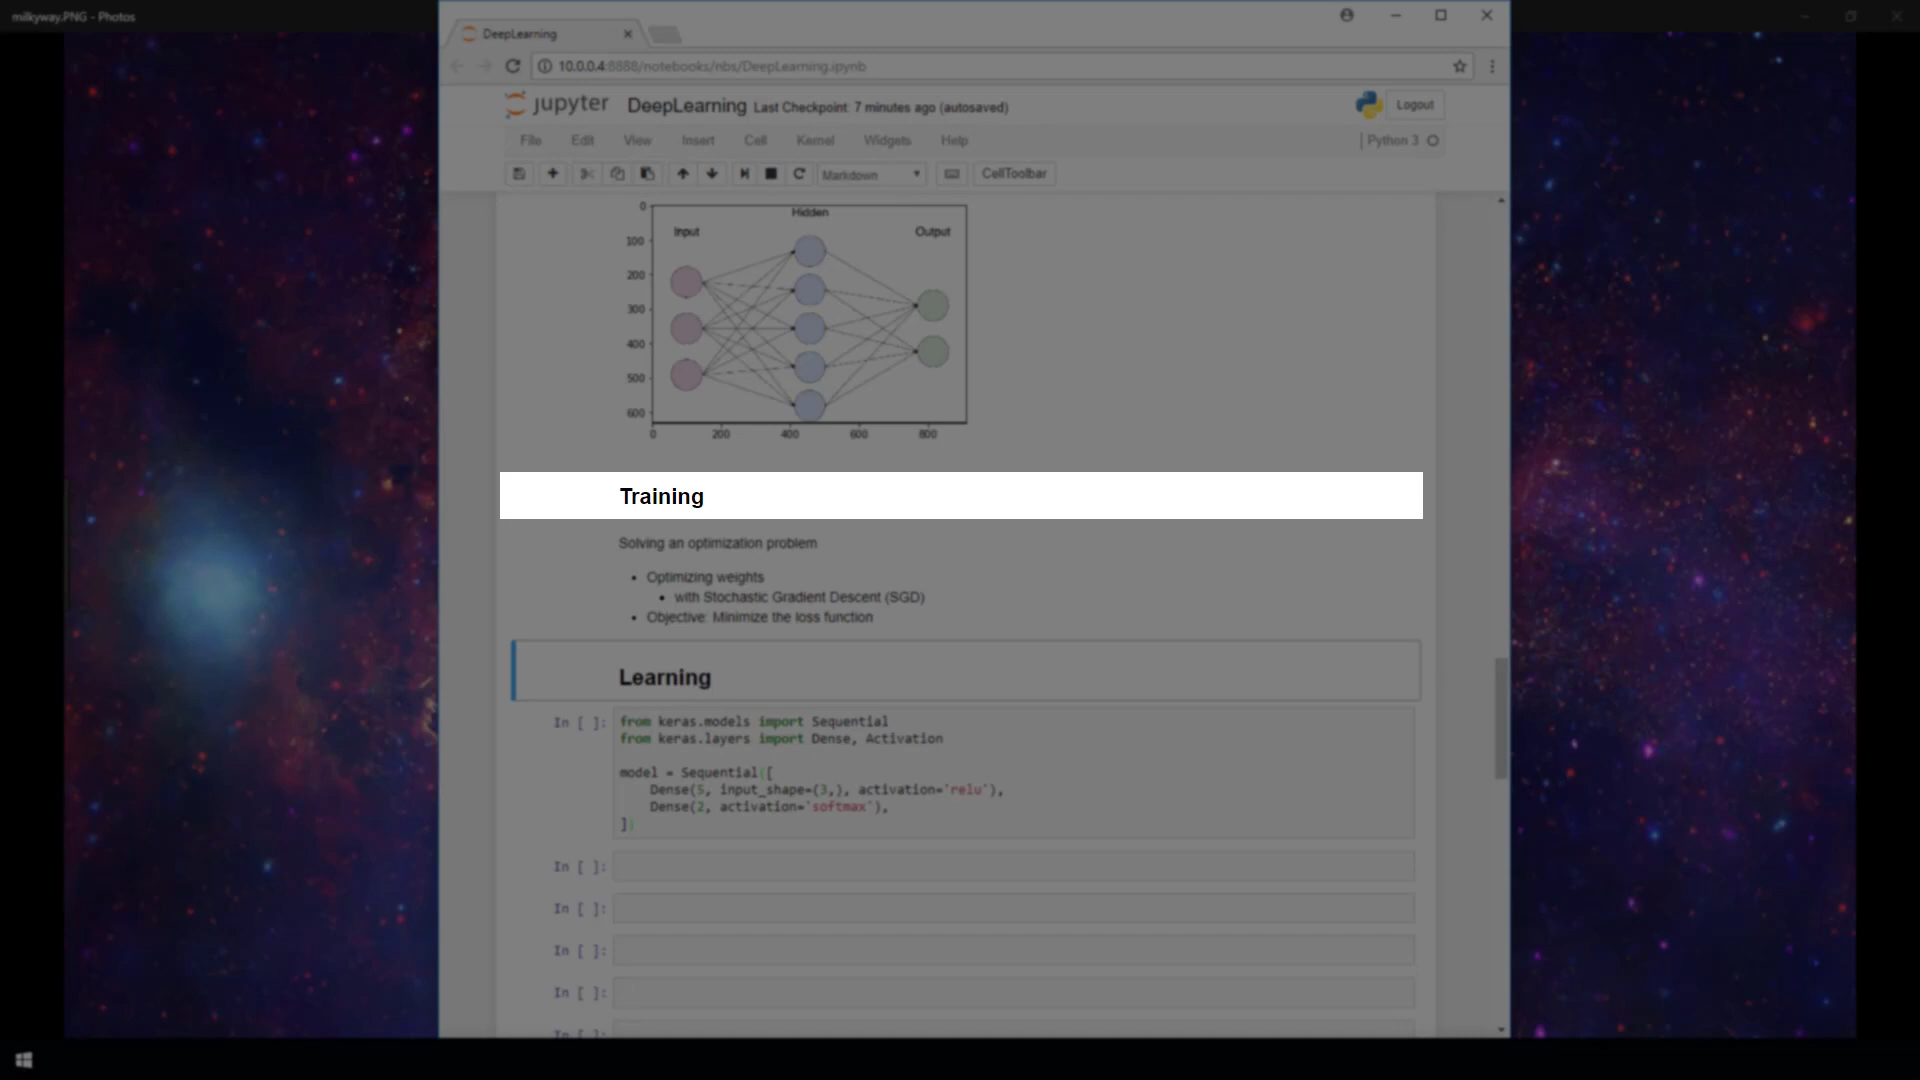 milkyway.PNG - Photos
DeepLearning
10.0.0.4:8888/notebooks/nbs/DeepLearning.ipynb
jupyter DeepLearning Last Checkpoint: 7 minutes ago (autosaved)
Logout
File Edit View Insert Cell Kernel Widgets Help
Python 3
Markdown
CellToolbar
Hidden
Input
Output
0
100
200
300
400
500
600
0 200 400 600 800
Training
Solving an optimization problem
• Optimizing weights
• with Stochastic Gradient Descent (SGD)
• Objective: Minimize the loss function
Learning
In [ ]:
from keras.models import Sequential
from keras.layers import Dense, Activation
model = Sequential([
Dense(5, input_shape=(3,), activation='relu'),
Dense(2, activation='softmax'),
])
In [ ]:
In [ ]:
In [ ]:
In [ ]:
In [ ]: